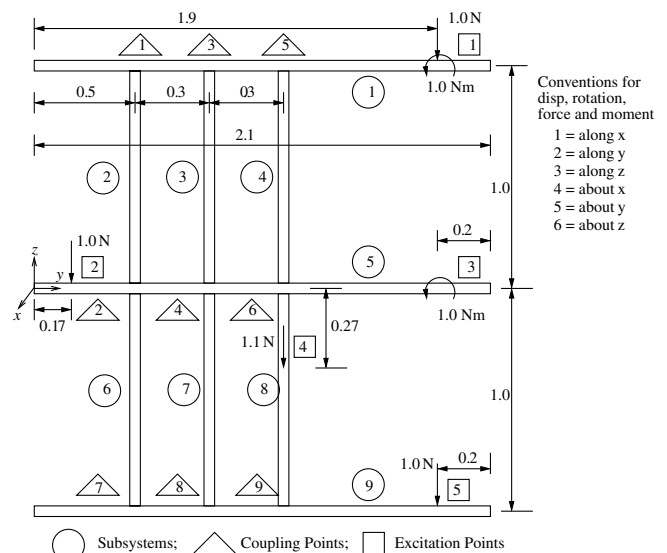 1.9
1.0 N
1
3
5
1
1.0 Nm
0.5
0.3
03
1
2.1
Conventions for
disp, rotation,
force and moment
1 = along x
2 = along y
3 = along z
4 = about x
5 = about y
6 = about z
2
3
4
1.0
1.0 N
z
y
x
2
5
0.2
3
0.17
2
4
6
1.0 Nm
1.1 N
4
0.27
6
7
8
1.0
7
8
9
9
1.0 N
0.2
5
Subsystems;
Coupling Points;
Excitation Points